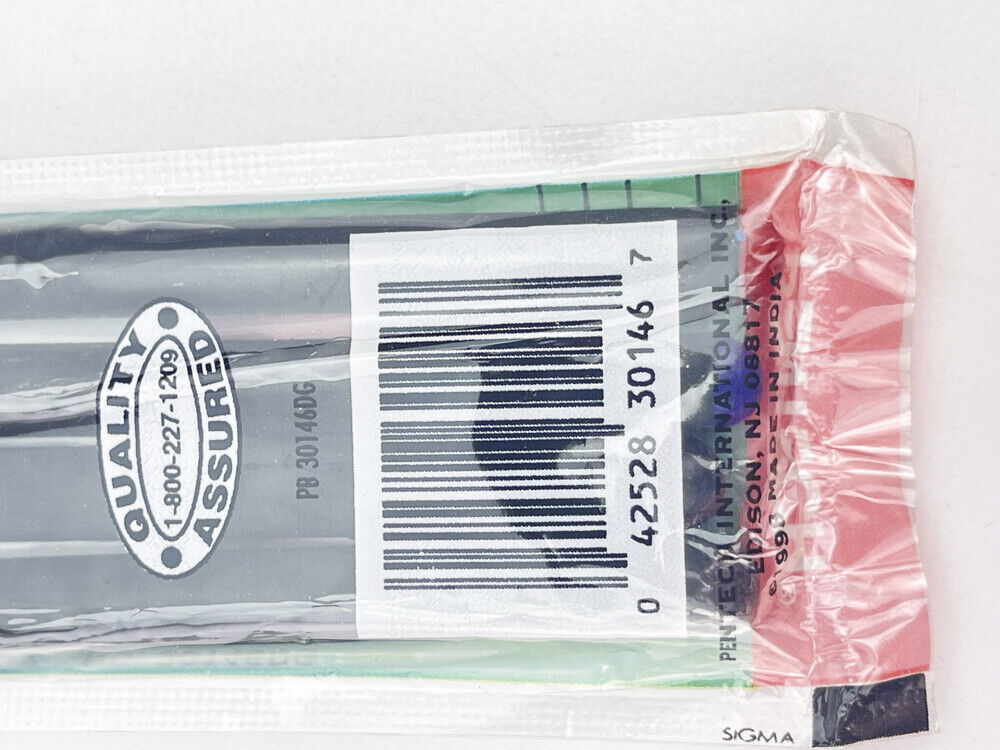 QUALITY
1-800-227-1209
ASSURED
PB 30146DG
0 42528 30146 7
PENTECH INTERNATIONAL INC.,
EDISON, NJ 08817
MADE IN INDIA
SIGMA